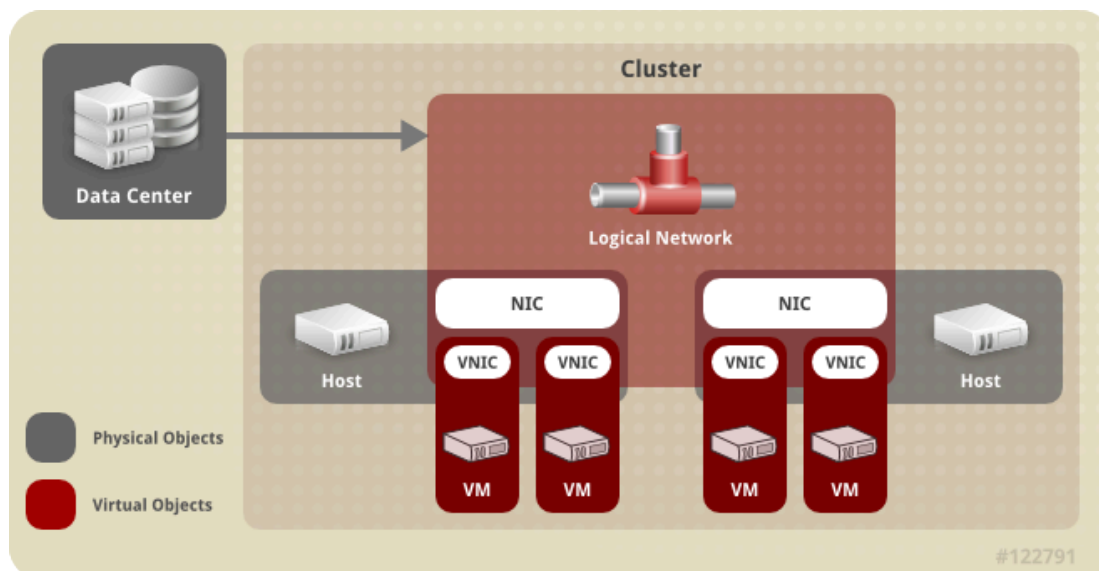 Cluster
Data Center
Logical Network
NIC
NIC
VNIC
VNIC
VNIC
VNIC
Host
Host
Physical Objects
VM
VM
VM
VM
Virtual Objects
#122791